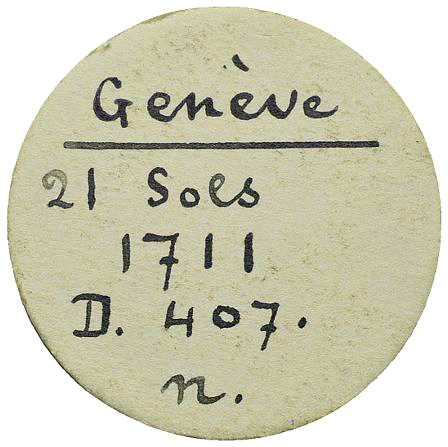 Genève
21 Sols
1711
D. 407.
n.